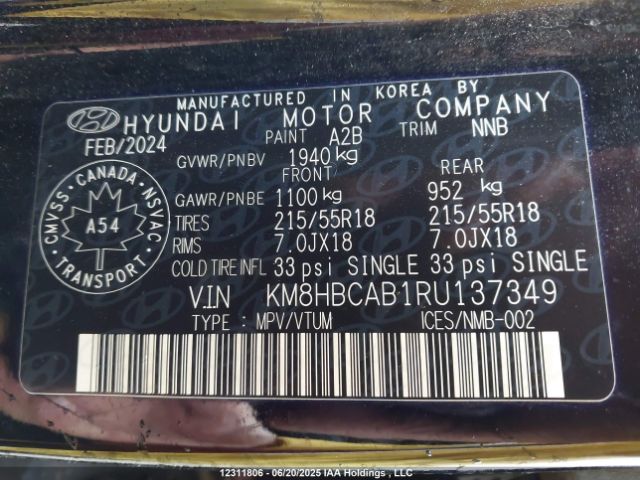 MANUFACTURED IN KOREA BY
HYUNDAI MOTOR COMPANY
FEB/2024 PAINT A2B TRIM NNB
GVWR/PNBV 1940 kg
FRONT REAR
GAWR/PNBE 1100 kg 952 kg
TIRES 215/55R18 215/55R18
RIMS 7.0JX18 7.0JX18
COLD TIRE INFL 33 psi SINGLE 33 psi SINGLE
CMVSS - CANADA - NSVAC
A54
TRANSPORT
V.I.N KM8HBCAB1RU137349
TYPE : MPV/VTUM ICES/NMB-002
12311806 - 06/20/2025 IAA Holdings , LLC